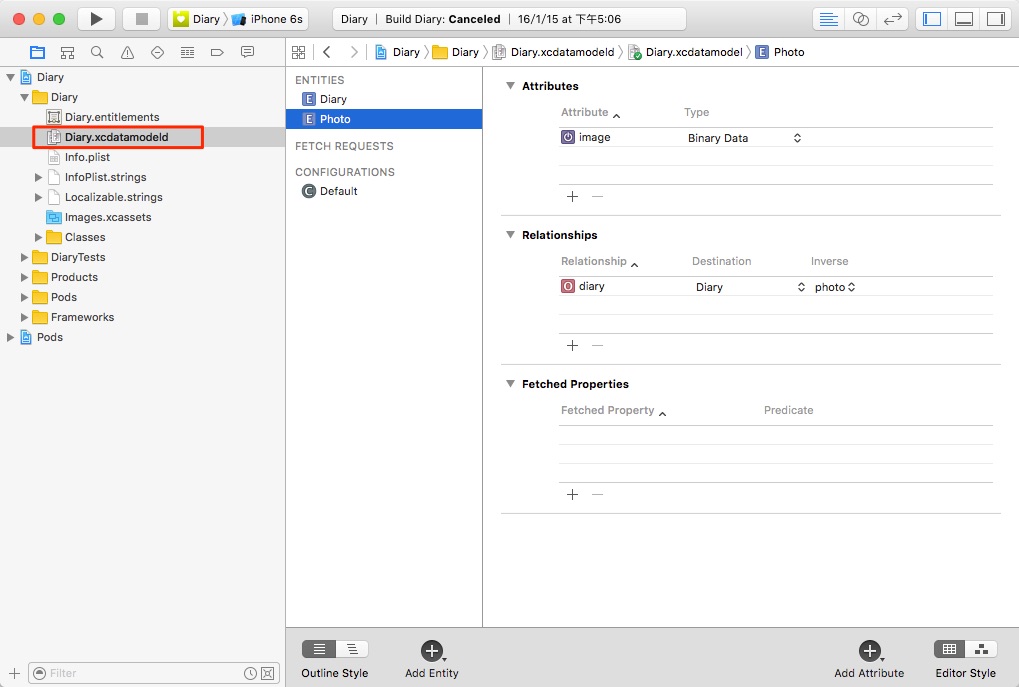 Diary iPhone 6s Diary Build Diary: Canceled 16/1/15 at 下午5:06
Diary Diary Diary.xcdatamodeld Diary.xcdatamodel E Photo
Diary
Diary
Diary.entitlements
Diary.xcdatamodeld
Info.plist
InfoPlist.strings
Localizable.strings
Images.xcassets
Classes
DiaryTests
Products
Pods
Frameworks
Pods
Filter
ENTITIES
E Diary
E Photo
FETCH REQUESTS
CONFIGURATIONS
C Default
Attributes
Attribute Type
image Binary Data
Relationships
Relationship Destination Inverse
O diary Diary photo
Fetched Properties
Fetched Property Predicate
Outline Style Add Entity Add Attribute Editor Style